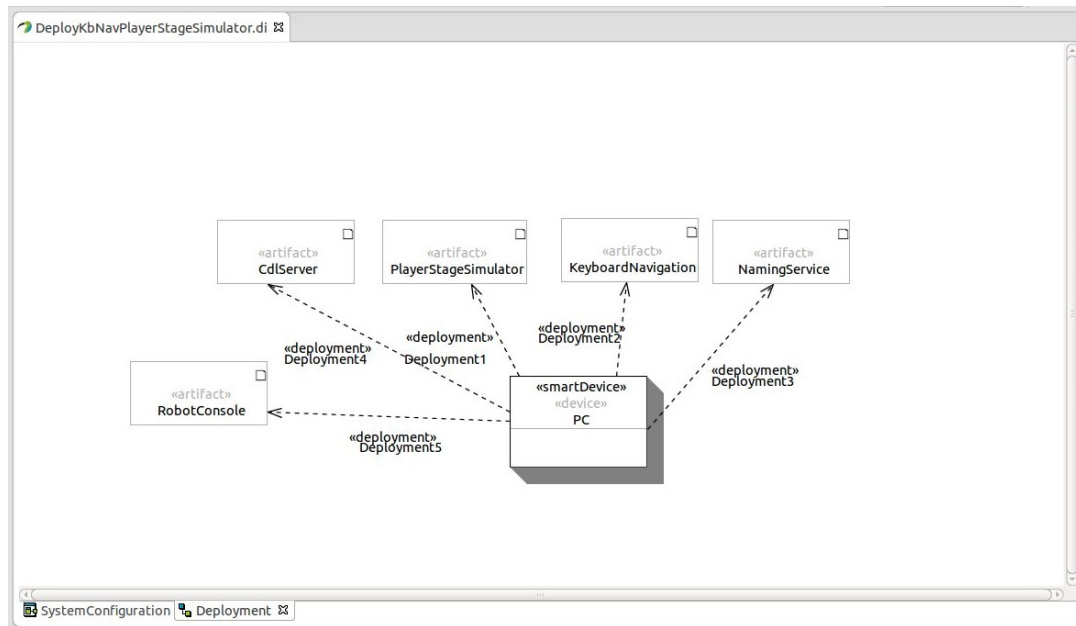 DeployKbNavPlayerStageSimulator.di
«artifact»
CdlServer
«artifact»
PlayerStageSimulator
«artifact»
KeyboardNavigation
«artifact»
NamingService
«deployment»
Deployment4
«deployment»
Deployment1
«deployment»
Deployment2
«deployment»
Deployment3
«artifact»
RobotConsole
«smartDevice»
«device»
PC
«deployment»
Deployment5
SystemConfiguration
Deployment